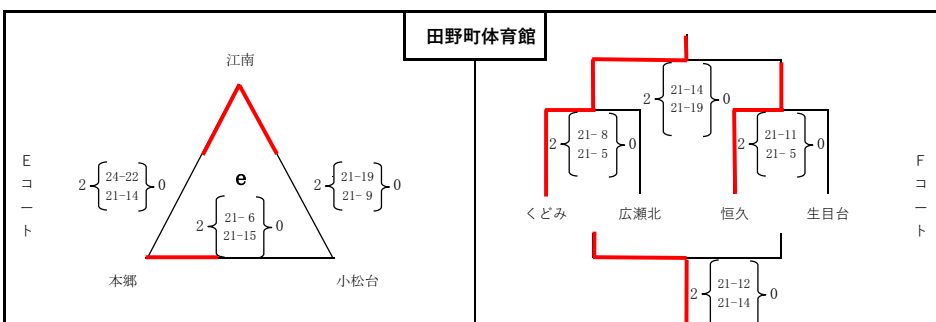 田野町体育館
江南
Eコート
2 24-22 0
21-14
e
2 21-19 0
21- 9
2 21- 6 0
21-15
本郷
小松台
2 21-14 0
21-19
2 21- 8 0
21- 5
2 21-11 0
21- 5
Fコート
くどみ
広瀬北
恒久
生目台
2 21-12 0
21-14